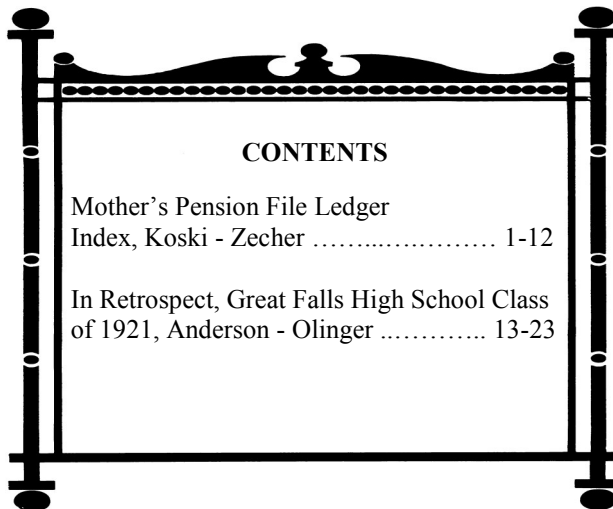 CONTENTS
Mother’s Pension File Ledger
Index, Koski - Zecher ……...…..……… 1-12
In Retrospect, Great Falls High School Class
of 1921, Anderson - Olinger ..……….. 13-23